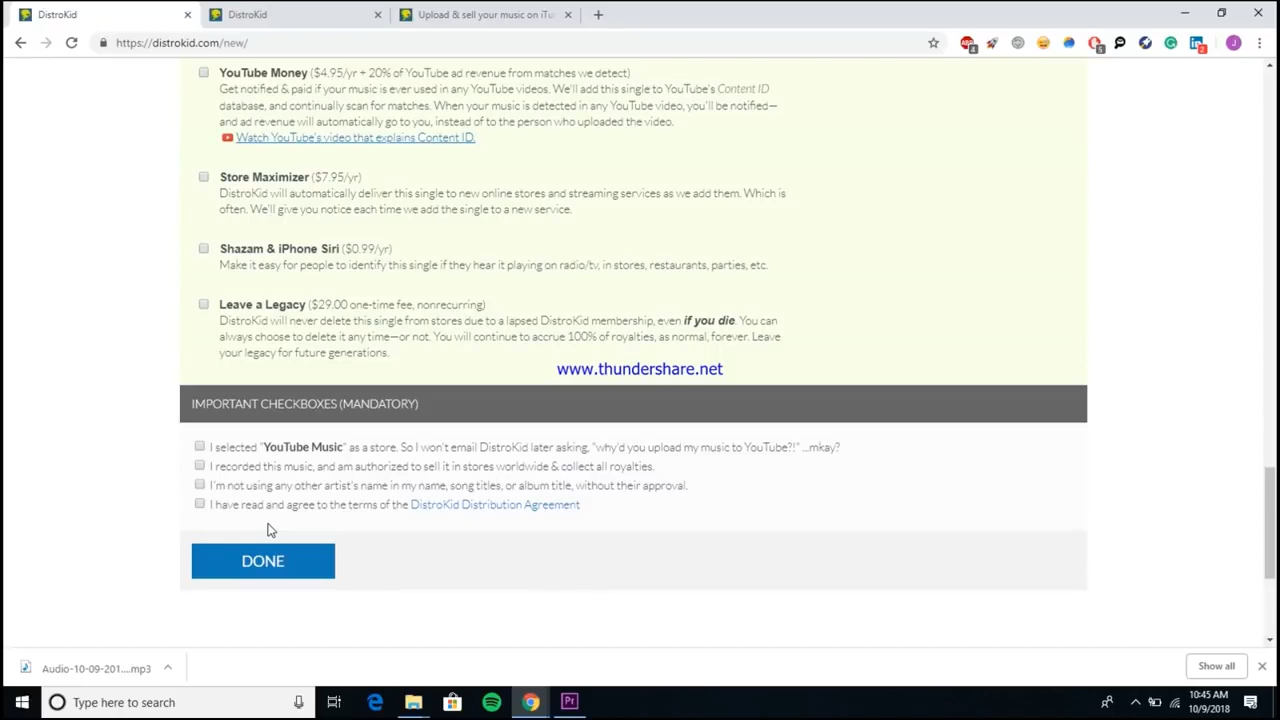 DistroKid
DistroKid
Upload & sell your music on iTu
https://distrokid.com/new/
YouTube Money ($4.95/yr + 20% of YouTube ad revenue from matches we detect)
Get notified & paid if your music is ever used in any YouTube videos. We'll add this single to YouTube's Content ID
database, and continually scan for matches. When your music is detected in any YouTube video, you'll be notified—
and ad revenue will automatically go to you, instead of to the person who uploaded the video.
Watch YouTube's video that explains Content ID.
Store Maximizer ($7.95/yr)
DistroKid will automatically deliver this single to new online stores and streaming services as we add them. Which is
often. We'll give you notice each time we add the single to a new service.
Shazam & iPhone Siri ($0.99/yr)
Make it easy for people to identify this single if they hear it playing on radio/tv, in stores, restaurants, parties, etc.
Leave a Legacy ($29.00 one-time fee, nonrecurring)
DistroKid will never delete this single from stores due to a lapsed DistroKid membership, even if you die. You can
always choose to delete it any time—or not. You will continue to accrue 100% of royalties, as normal, forever. Leave
your legacy for future generations.
www.thundershare.net
IMPORTANT CHECKBOXES (MANDATORY)
I selected "YouTube Music" as a store. So I won't email DistroKid later asking, "why'd you upload my music to YouTube?!" ...mkay?
I recorded this music, and am authorized to sell it in stores worldwide & collect all royalties.
I'm not using any other artist's name in my name, song titles, or album title, without their approval.
I have read and agree to the terms of the DistroKid Distribution Agreement
DONE
Audio-10-09-201....mp3
Show all
Type here to search
Pr
10:45 AM
10/9/2018